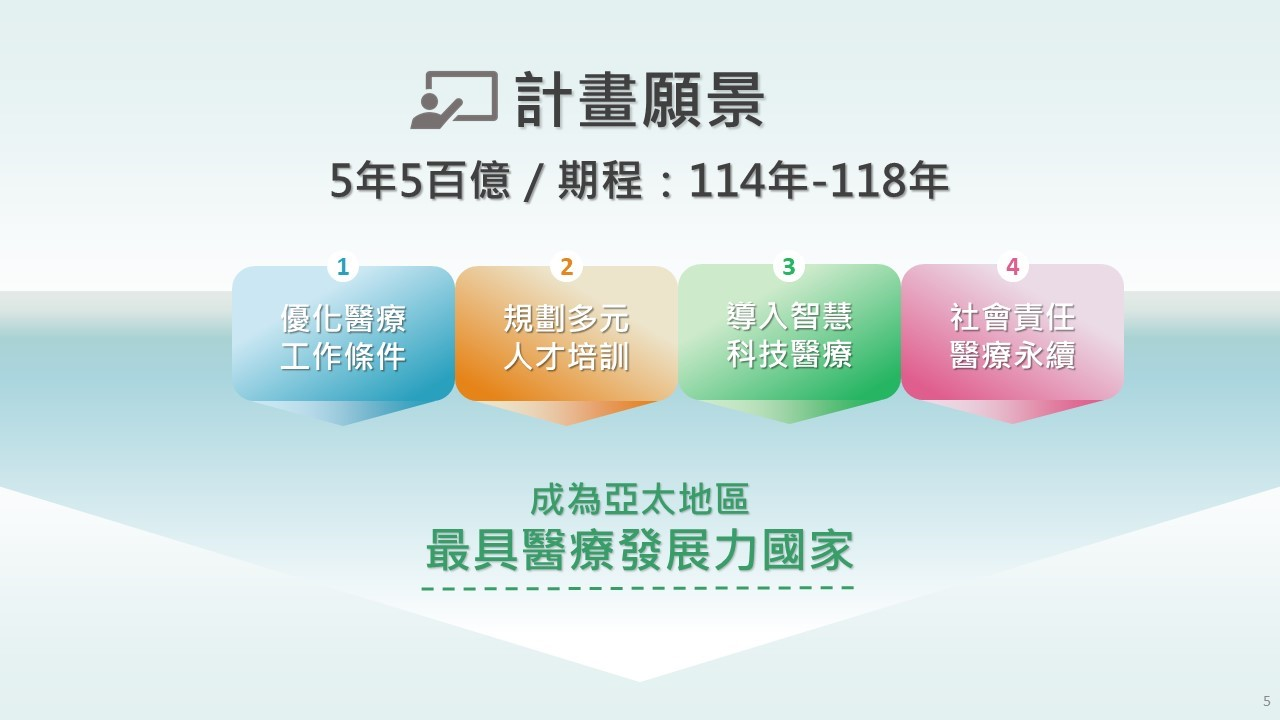 計畫願景
5年5百億 / 期程：114年-118年
1
優化醫療
工作條件
2
規劃多元
人才培訓
3
導入智慧
科技醫療
4
社會責任
醫療永續
成為亞太地區
最具醫療發展力國家
5